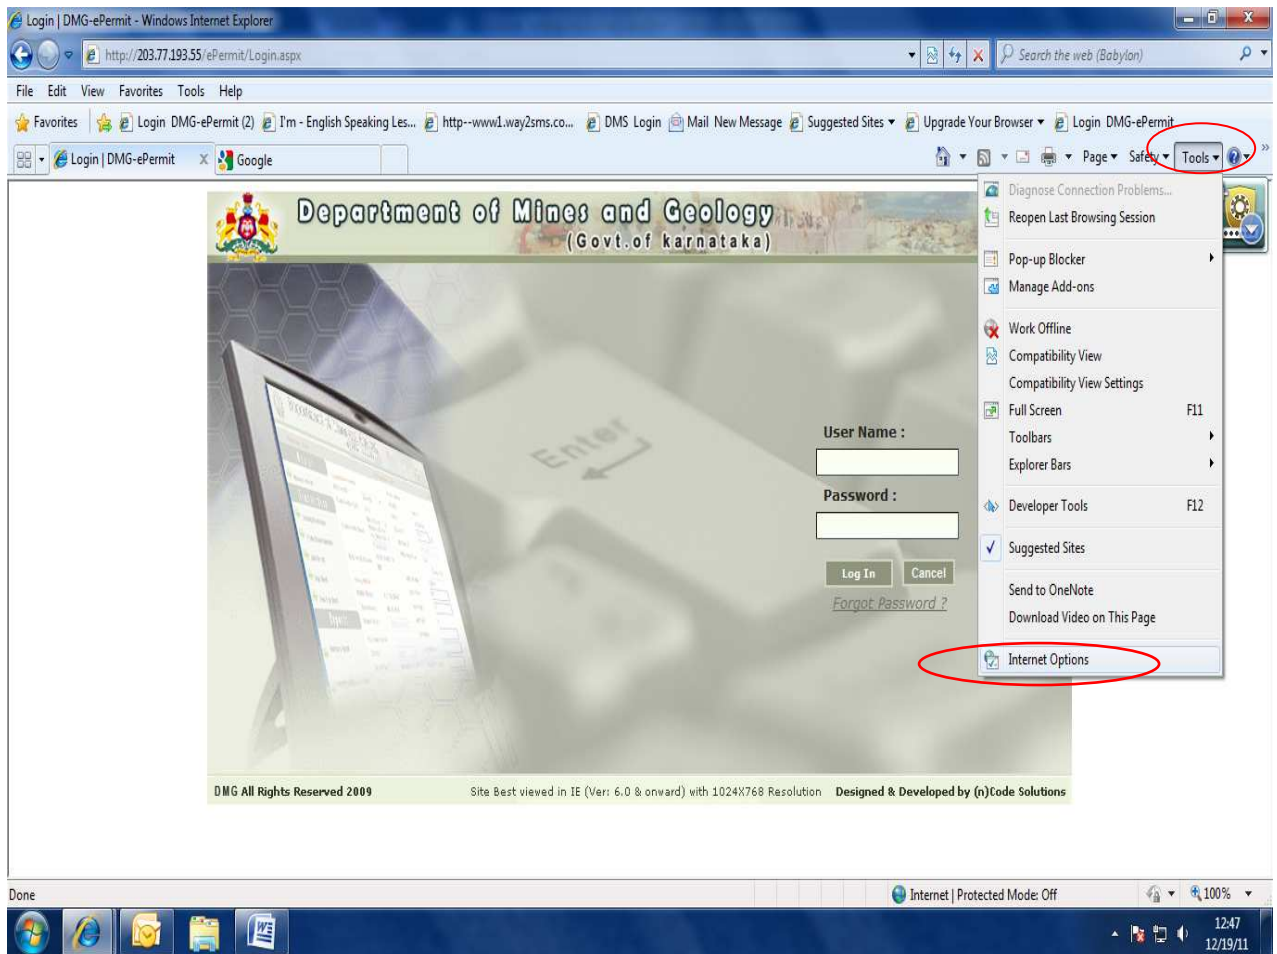 Login | DMG-ePermit - Windows Internet Explorer
http://203.77.193.55/ePermit/Login.aspx
Search the web (Babylon)
File Edit View Favorites Tools Help
Favorites Login DMG-ePermit (2) I'm - English Speaking Les... http--www1.way2sms.co... DMS Login Mail New Message Suggested Sites Upgrade Your Browser Login DMG-ePermit
Login | DMG-ePermit X Google Page Safety Tools
Diagnose Connection Problems...
Reopen Last Browsing Session
Pop-up Blocker
Manage Add-ons
Work Offline
Compatibility View
Compatibility View Settings
Full Screen F11
Toolbars
Explorer Bars
Developer Tools F12
Suggested Sites
Send to OneNote
Download Video on This Page
Internet Options
Department of Mines and Geology
(Govt.of karnataka)
Enter
User Name :
Password :
Log In Cancel
Forgot Password ?
DMG All Rights Reserved 2009 Site Best viewed in IE (Ver: 6.0 & onward) with 1024X768 Resolution Designed & Developed by (n)Code Solutions
Done Internet | Protected Mode: Off 100%
12:47
12/19/11